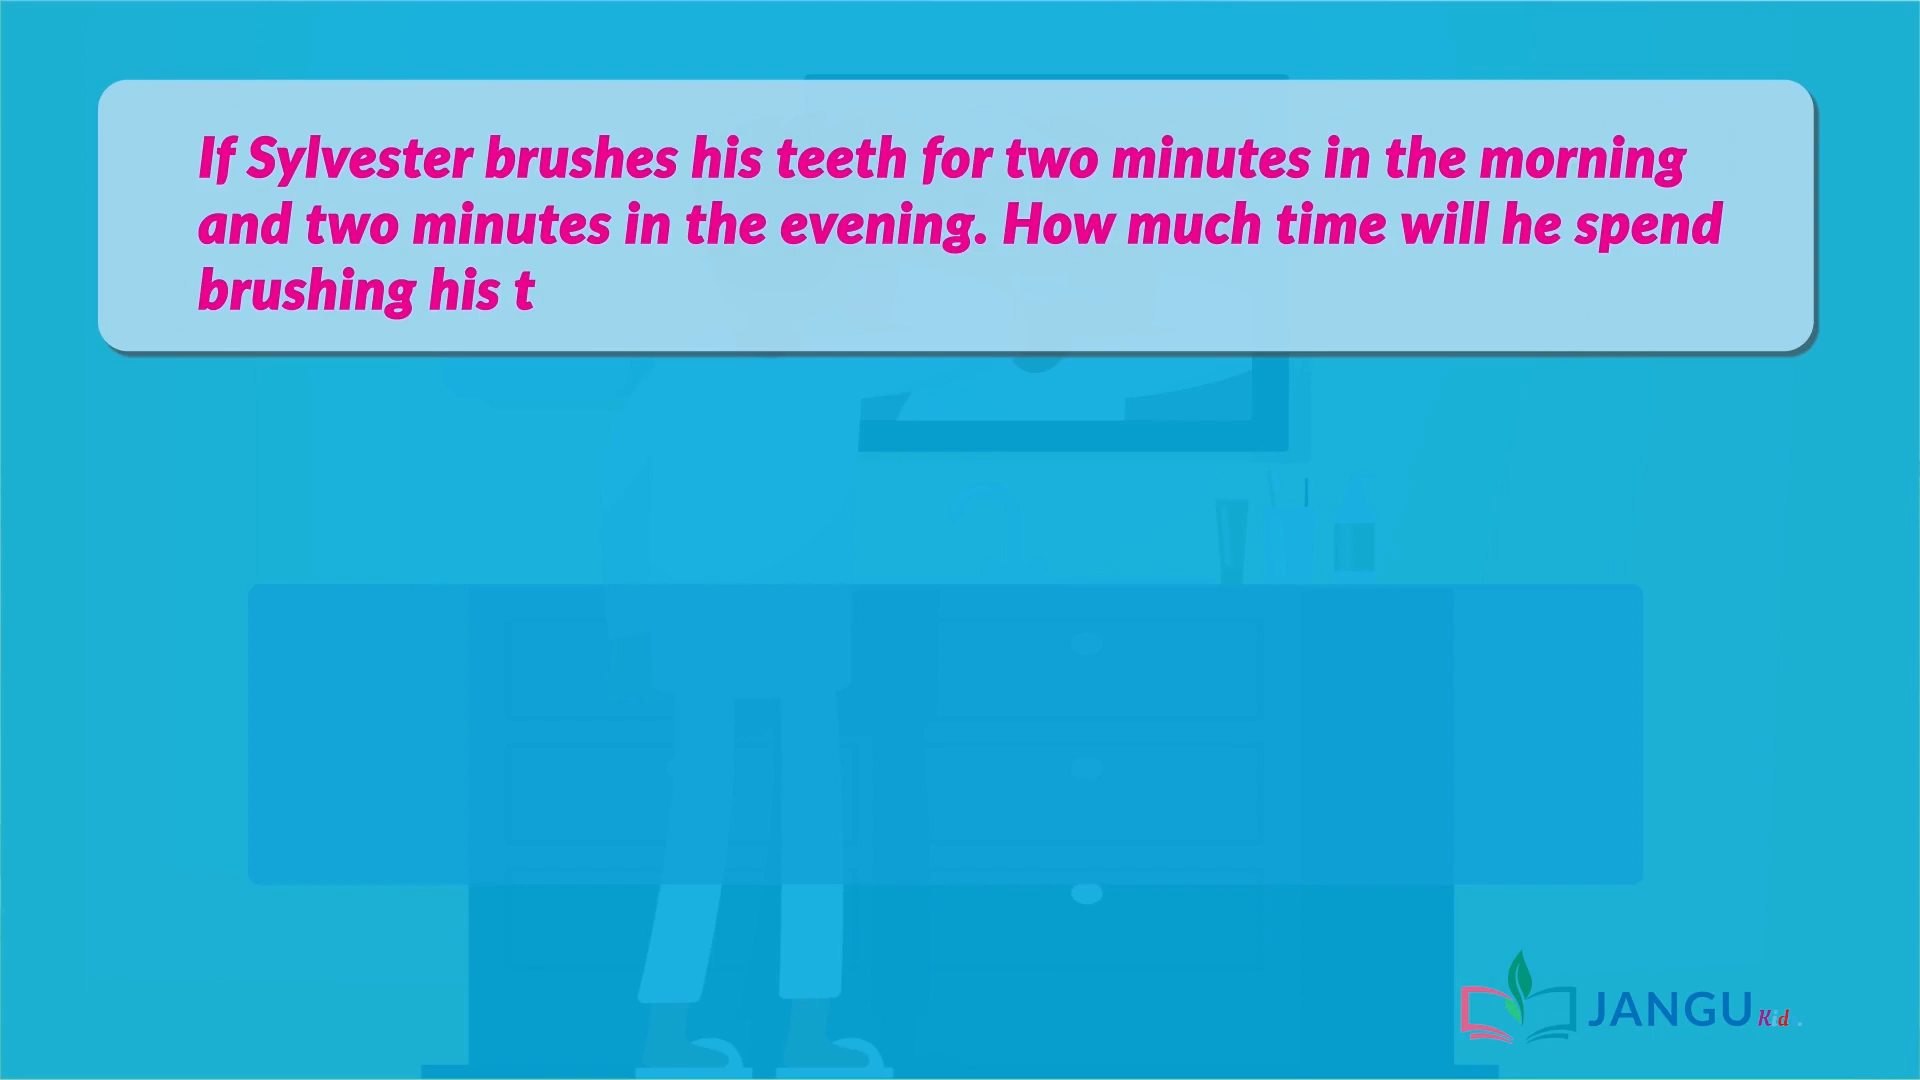 If Sylvester brushes his teeth for two minutes in the morning
and two minutes in the evening. How much time will he spend
brushing his t
JANGU Kid